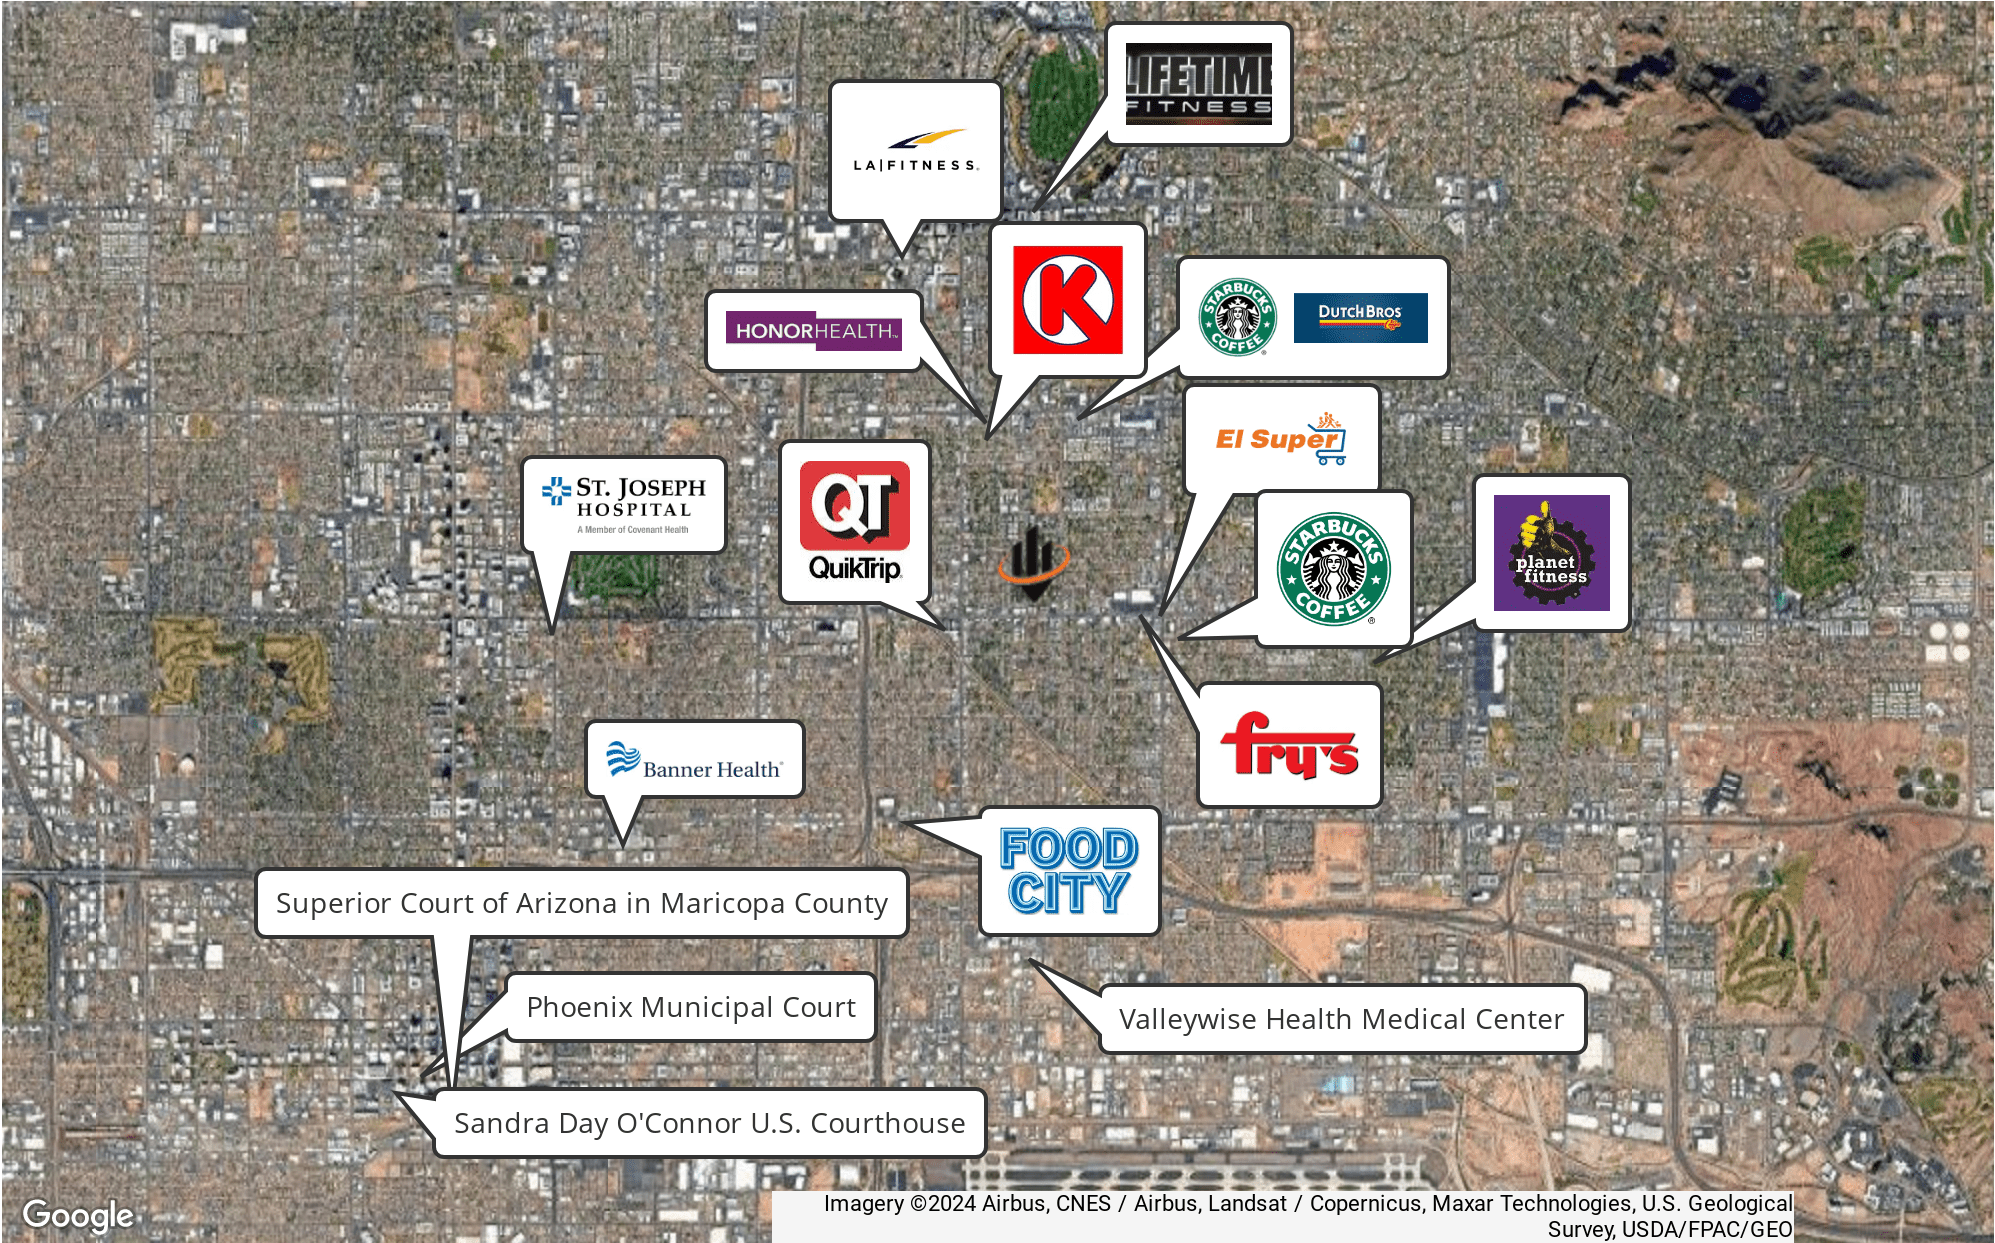 LIFETIME
FITNESS
LA|FITNESS®
HONORHEALTH™
K
STARBUCKS
COFFEE
®
DUTCH BROS
El Super
ST. JOSEPH
HOSPITAL
A Member of Covenant Health
QT
QuikTrip®
STARBUCKS
COFFEE
®
planet
fitness
fry's
Banner Health®
FOOD
CITY
Superior Court of Arizona in Maricopa County
Phoenix Municipal Court
Valleywise Health Medical Center
Sandra Day O'Connor U.S. Courthouse
Google
Imagery ©2024 Airbus, CNES / Airbus, Landsat / Copernicus, Maxar Technologies, U.S. Geological
Survey, USDA/FPAC/GEO